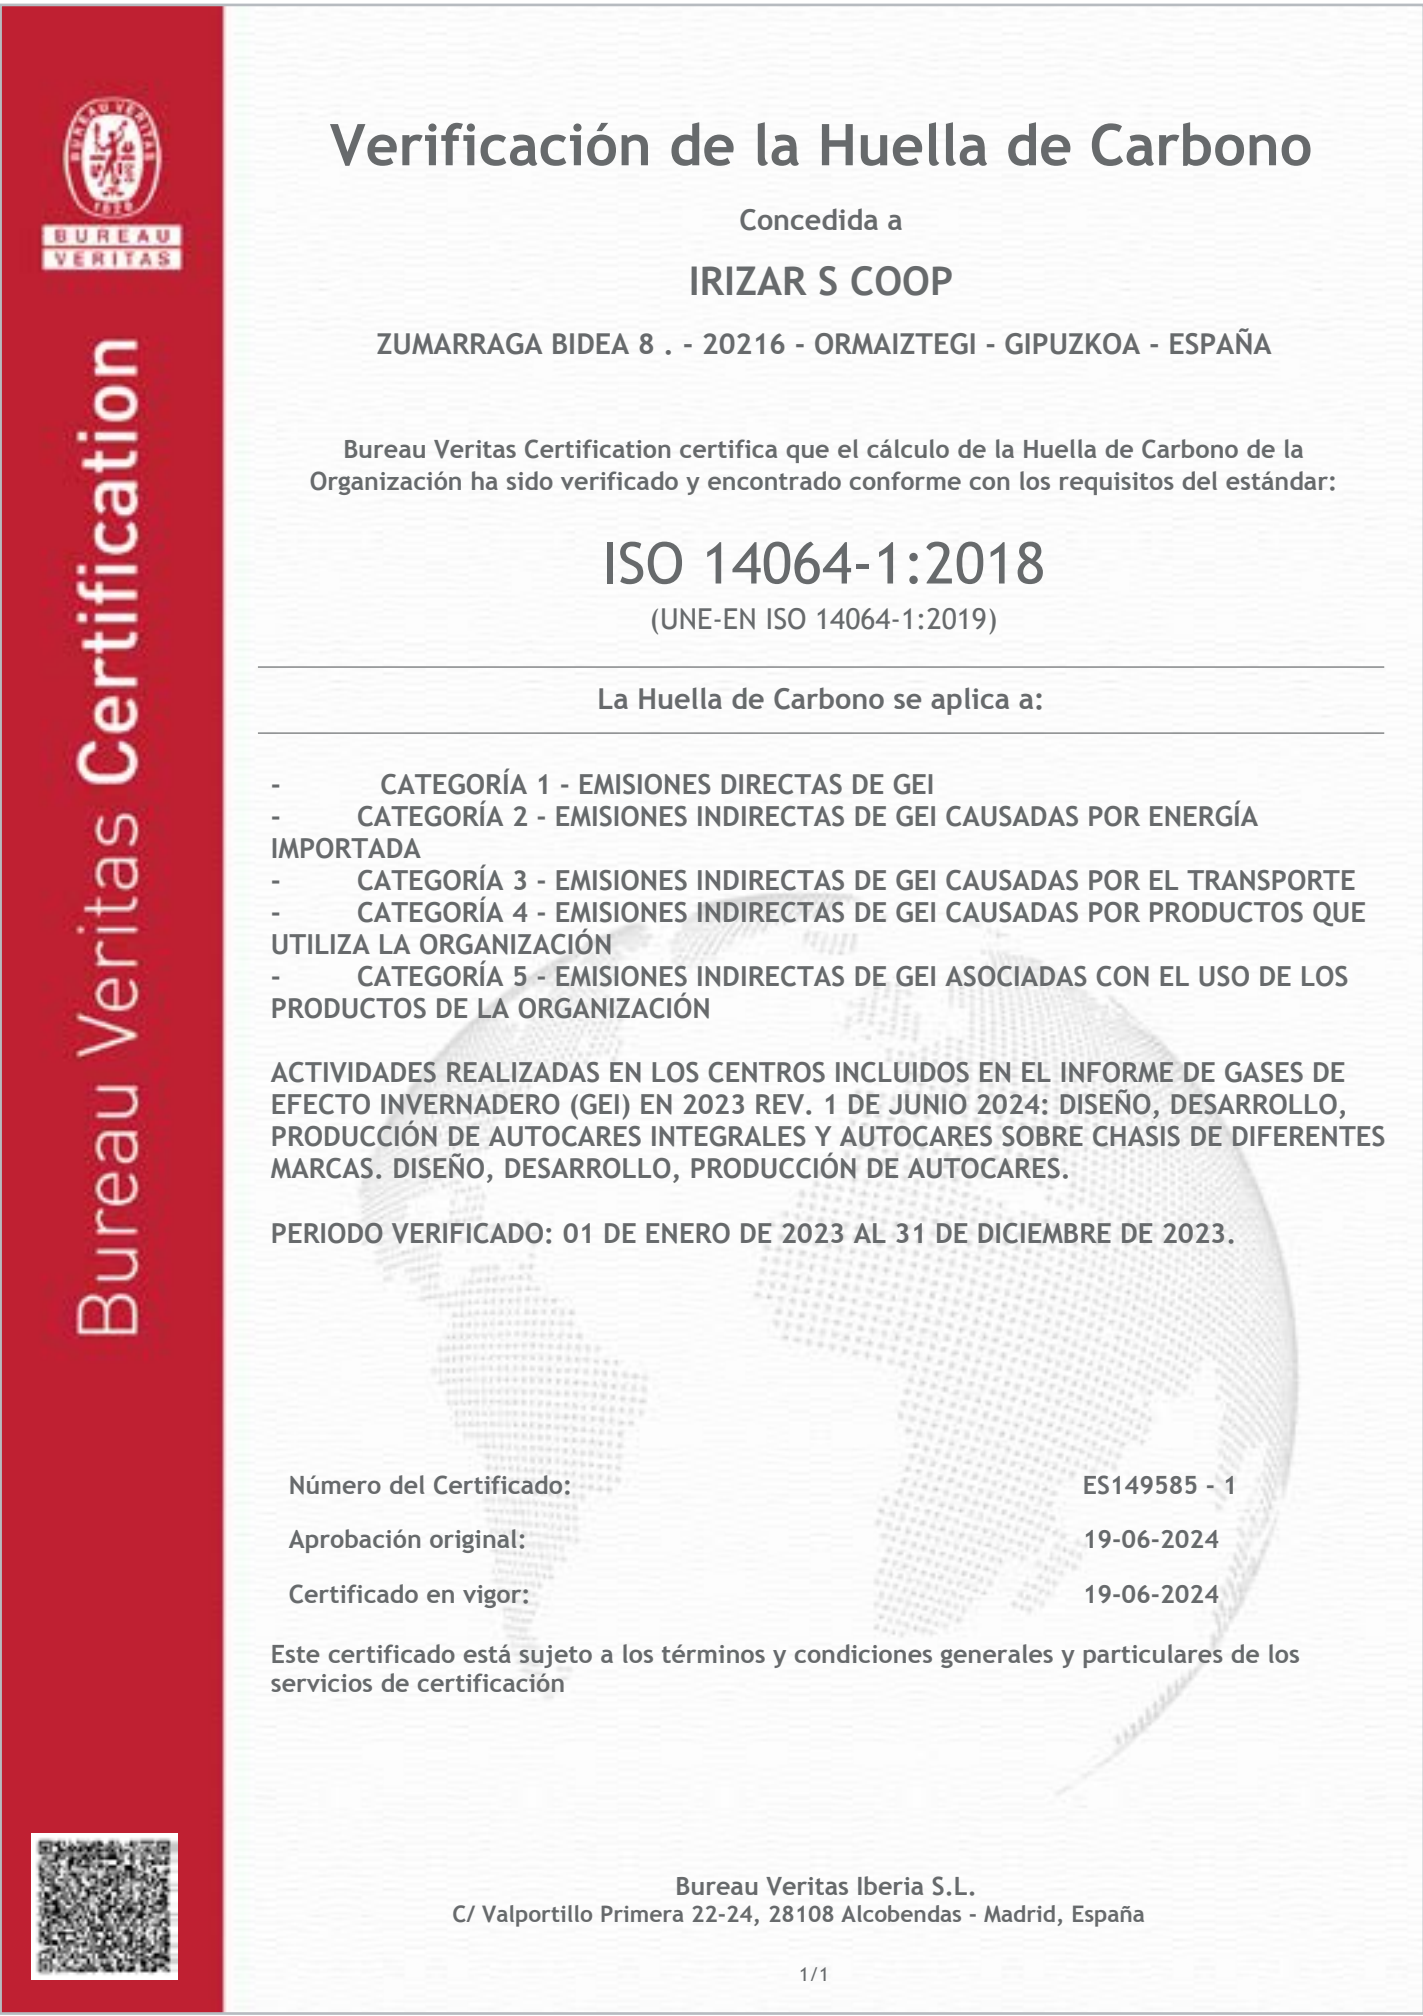 BUREAU VERITAS
1828
BUREAU
VERITAS
Bureau Veritas Certification
Verificación de la Huella de Carbono
Concedida a
IRIZAR S COOP
ZUMARRAGA BIDEA 8 . - 20216 - ORMAIZTEGI - GIPUZKOA - ESPAÑA
Bureau Veritas Certification certifica que el cálculo de la Huella de Carbono de la
Organización ha sido verificado y encontrado conforme con los requisitos del estándar:
ISO 14064-1:2018
(UNE-EN ISO 14064-1:2019)
La Huella de Carbono se aplica a:
- CATEGORÍA 1 - EMISIONES DIRECTAS DE GEI
- CATEGORÍA 2 - EMISIONES INDIRECTAS DE GEI CAUSADAS POR ENERGÍA
IMPORTADA
- CATEGORÍA 3 - EMISIONES INDIRECTAS DE GEI CAUSADAS POR EL TRANSPORTE
- CATEGORÍA 4 - EMISIONES INDIRECTAS DE GEI CAUSADAS POR PRODUCTOS QUE
UTILIZA LA ORGANIZACIÓN
- CATEGORÍA 5 - EMISIONES INDIRECTAS DE GEI ASOCIADAS CON EL USO DE LOS
PRODUCTOS DE LA ORGANIZACIÓN
ACTIVIDADES REALIZADAS EN LOS CENTROS INCLUIDOS EN EL INFORME DE GASES DE
EFECTO INVERNADERO (GEI) EN 2023 REV. 1 DE JUNIO 2024: DISEÑO, DESARROLLO,
PRODUCCIÓN DE AUTOCARES INTEGRALES Y AUTOCARES SOBRE CHASIS DE DIFERENTES
MARCAS. DISEÑO, DESARROLLO, PRODUCCIÓN DE AUTOCARES.
PERIODO VERIFICADO: 01 DE ENERO DE 2023 AL 31 DE DICIEMBRE DE 2023.
Número del Certificado: ES149585 - 1
Aprobación original: 19-06-2024
Certificado en vigor: 19-06-2024
Este certificado está sujeto a los términos y condiciones generales y particulares de los
servicios de certificación
Bureau Veritas Iberia S.L.
C/ Valportillo Primera 22-24, 28108 Alcobendas - Madrid, España
1/1